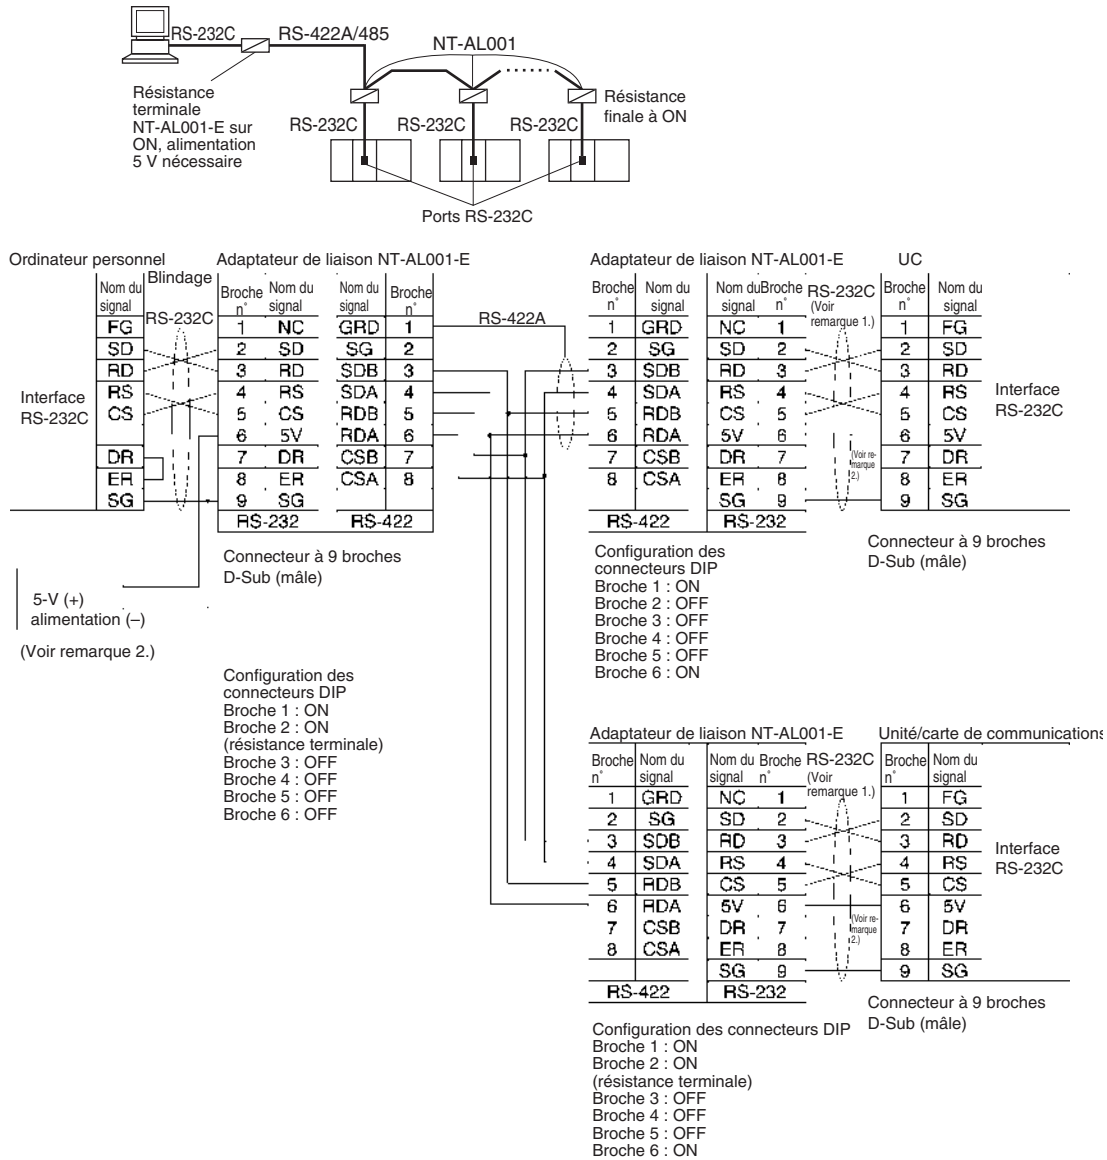 RS-232C
RS-422A/485
NT-AL001
Résistance
terminale
NT-AL001-E sur
ON, alimentation
5 V nécessaire
Résistance
finale à ON
RS-232C RS-232C RS-232C
Ports RS-232C
Ordinateur personnel
Blindage
Adaptateur de liaison NT-AL001-E
Nom du signal
RS-232C
FG
SD
RD
RS
CS
DR
ER
SG
Interface
RS-232C
Broche n° Nom du signal Nom du signal Broche n°
1 NC GRD 1
2 SD SG 2
3 RD SDB 3
4 RS SDA 4
5 CS RDB 5
6 5V RDA 6
7 DR CSB 7
8 ER CSA 8
9 SG
RS-232 RS-422
Connecteur à 9 broches
D-Sub (mâle)
5-V (+)
alimentation (–)
(Voir remarque 2.)
Configuration des
connecteurs DIP
Broche 1 : ON
Broche 2 : ON
(résistance terminale)
Broche 3 : OFF
Broche 4 : OFF
Broche 5 : OFF
Broche 6 : OFF
RS-422A
Adaptateur de liaison NT-AL001-E
UC
Broche n° Nom du signal Nom du signal Broche n°
1 GRD NC 1
2 SG SD 2
3 SDB RD 3
4 SDA RS 4
5 RDB CS 5
6 RDA 5V 6
7 CSB DR 7
8 CSA ER 8
SG 9
RS-422 RS-232
RS-232C
(Voir
remarque 1.)
(Voir re-
marque
2.)
Broche n° Nom du signal
1 FG
2 SD
3 RD
4 RS
5 CS
6 5V
7 DR
8 ER
9 SG
Interface
RS-232C
Connecteur à 9 broches
D-Sub (mâle)
Configuration des
connecteurs DIP
Broche 1 : ON
Broche 2 : OFF
Broche 3 : OFF
Broche 4 : OFF
Broche 5 : OFF
Broche 6 : ON
Adaptateur de liaison NT-AL001-E
Unité/carte de communications
Broche n° Nom du signal Nom du signal Broche n°
1 GRD NC 1
2 SG SD 2
3 SDB RD 3
4 SDA RS 4
5 RDB CS 5
6 RDA 5V 6
7 CSB DR 7
8 CSA ER 8
SG 9
RS-422 RS-232
RS-232C
(Voir
remarque 1.)
(Voir re-
marque
2.)
Broche n° Nom du signal
1 FG
2 SD
3 RD
4 RS
5 CS
6 5V
7 DR
8 ER
9 SG
Interface
RS-232C
Connecteur à 9 broches
D-Sub (mâle)
Configuration des connecteurs DIP
Broche 1 : ON
Broche 2 : ON
(résistance terminale)
Broche 3 : OFF
Broche 4 : OFF
Broche 5 : OFF
Broche 6 : ON